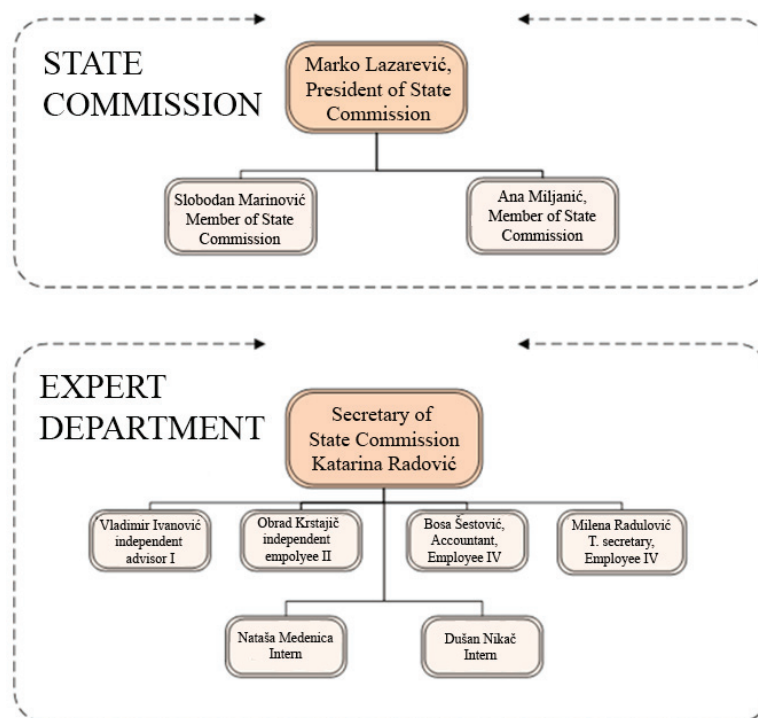 STATE
COMMISSION
Marko Lazarević,
President of State
Commission
Slobodan Marinović
Member of State
Commission
Ana Miljanić,
Member of State
Commission
EXPERT
DEPARTMENT
Secretary of
State Commission
Katarina Radović
Vladimir Ivanović
independent
advisor I
Obrad Krstajič
independent
empolyee II
Bosa Šestović,
Accountant,
Employee IV
Milena Radulović
T. secretary,
Employee IV
Nataša Medenica
Intern
Dušan Nikač
Intern